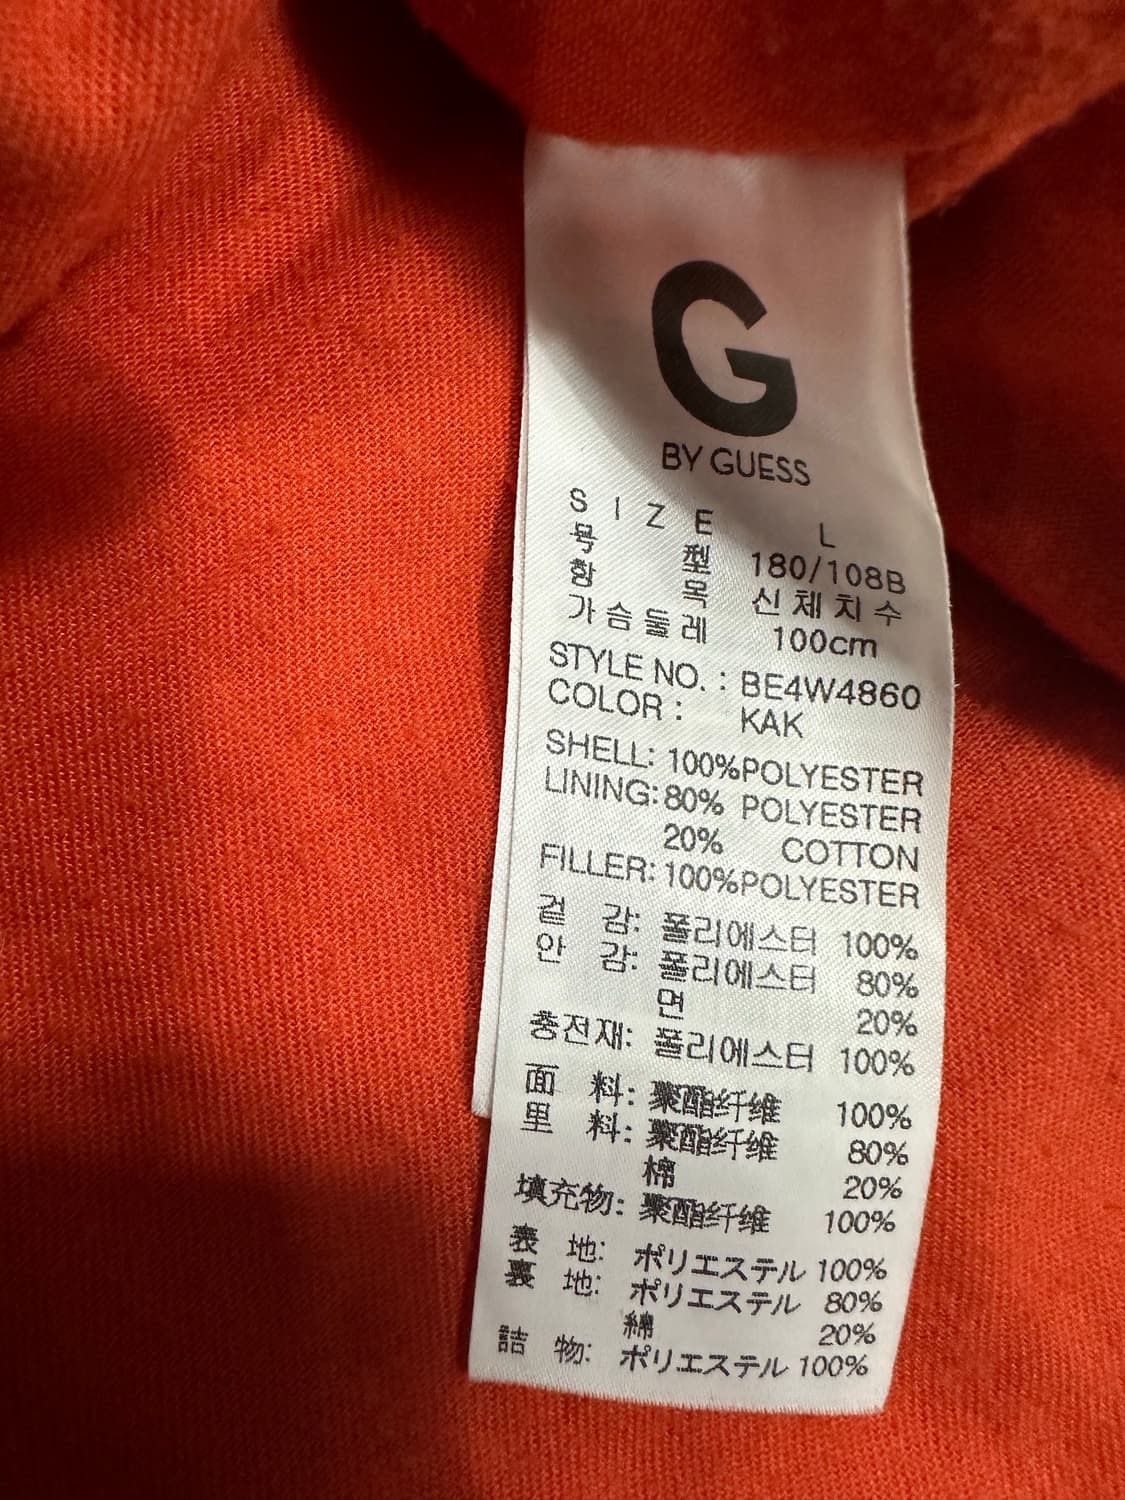 G
BY GUESS
SIZE L
号型 180/108B
항목 신체치수
가슴둘레 100cm
STYLE NO. : BE4W4860
COLOR : KAK
SHELL: 100%POLYESTER
LINING: 80% POLYESTER
20% COTTON
FILLER: 100%POLYESTER
겉감: 폴리에스터 100%
안감: 폴리에스터 80%
면 20%
충전재: 폴리에스터 100%
面料: 聚酯纤维 100%
里料: 聚酯纤维 80%
棉 20%
填充物: 聚酯纤维 100%
表地: ポリエステル 100%
裏地: ポリエステル 80%
綿 20%
詰物: ポリエステル 100%